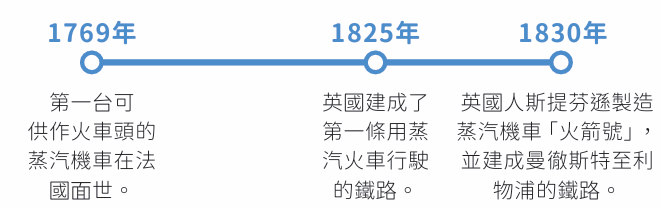 1769年
1825年
1830年
第一台可
供作火車頭的
蒸汽機車在法
國面世。
英國建成了
第一條用蒸
汽火車行駛
的鐵路。
英國人斯提芬遜製造
蒸汽機車「火箭號」，
並建成曼徹斯特至利
物浦的鐵路。